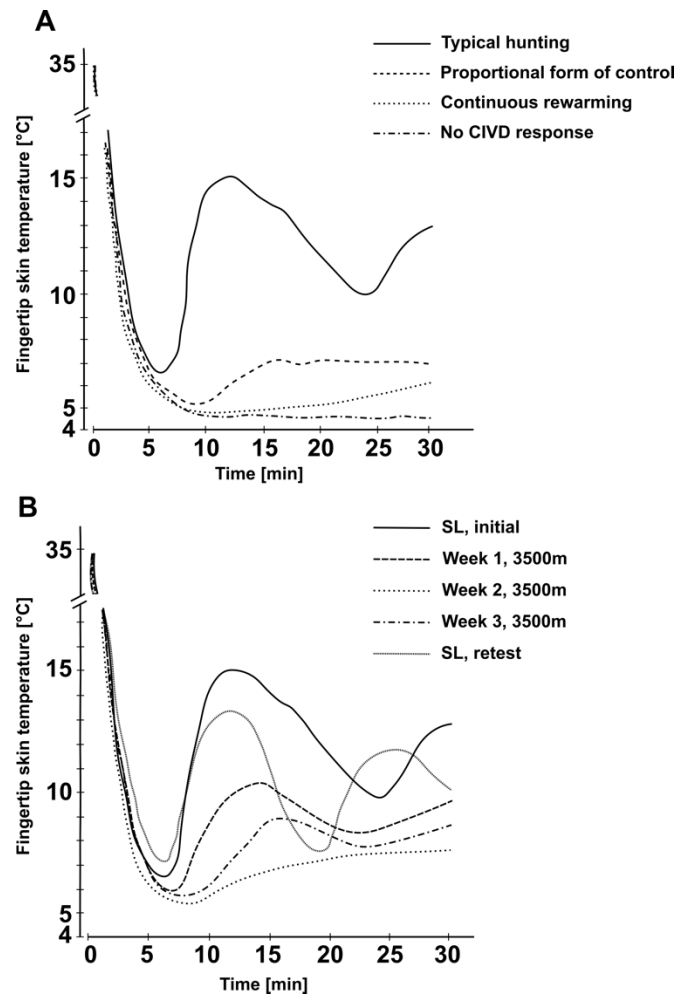 A
Typical hunting
Proportional form of control
Continuous rewarming
No CIVD response
Fingertip skin temperature [°C]
35
15
10
5
4
0 5 10 15 20 25 30
Time [min]
B
SL, initial
Week 1, 3500m
Week 2, 3500m
Week 3, 3500m
SL, retest
Fingertip skin temperature [°C]
35
15
10
5
4
0 5 10 15 20 25 30
Time [min]